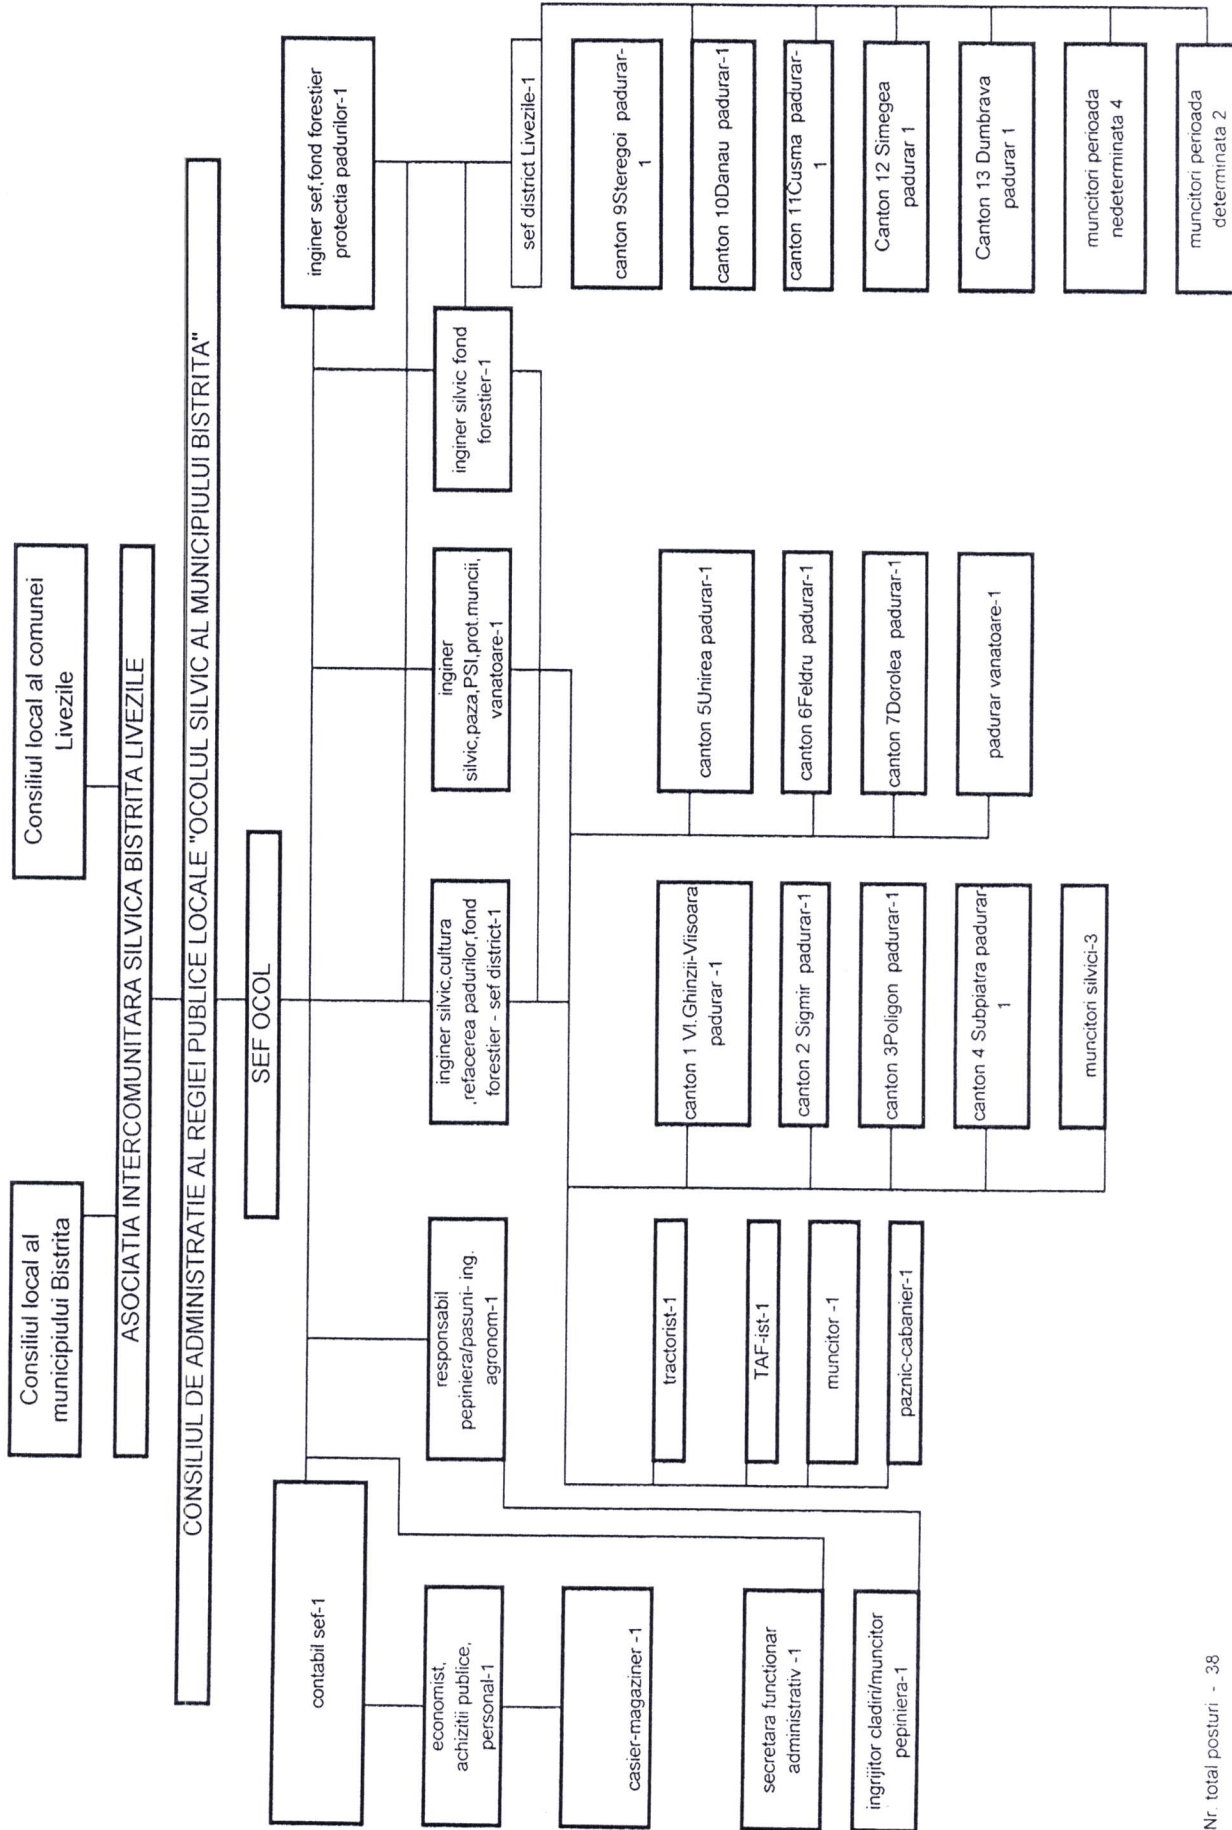 Consiliul local al
municipiului Bistrita
Consiliul local al comunei
Livezile
ASOCIATIA INTERCOMUNITARA SILVICA BISTRITA LIVEZILE
CONSILIUL DE ADMINISTRATIE AL REGIEI PUBLICE LOCALE "OCOLUL SILVIC AL MUNICIPIULUI BISTRITA"
SEF OCOL
contabil sef-1
inginer sef,fond forestier
protectia padurilor-1
economist,
achizitii publice,
personal-1
responsabil
pepiniera/pasuni- ing.
agronom-1
inginer silvic,cultura
,refacerea padurilor,fond
forestier - sef district-1
inginer
silvic,paza,PSI,prot.muncii,
vanatoare-1
inginer silvic fond
forestier-1
sef district Livezile-1
casier-magaziner -1
secretara functionar
administrativ -1
ingrijitor cladiri/muncitor
pepiniera-1
tractorist-1
TAF-ist-1
muncitor -1
paznic-cabanier-1
canton 1 Vl.Ghinzii-Viisoara
padurar -1
canton 2 Sigmir padurar-1
canton 3Poligon padurar-1
canton 4 Subpiatra padurar-
1
muncitori silvici-3
canton 5Unirea padurar-1
canton 6Feldru padurar-1
canton 7Dorolea padurar-1
padurar vanatoare-1
canton 9Steregoi padurar-
1
canton 10Danau padurar-1
canton 11Cusma padurar-
1
Canton 12 Simegea
padurar 1
Canton 13 Dumbrava
padurar 1
muncitori perioada
nedeterminata 4
muncitori perioada
determinata 2
Nr. total posturi - 38